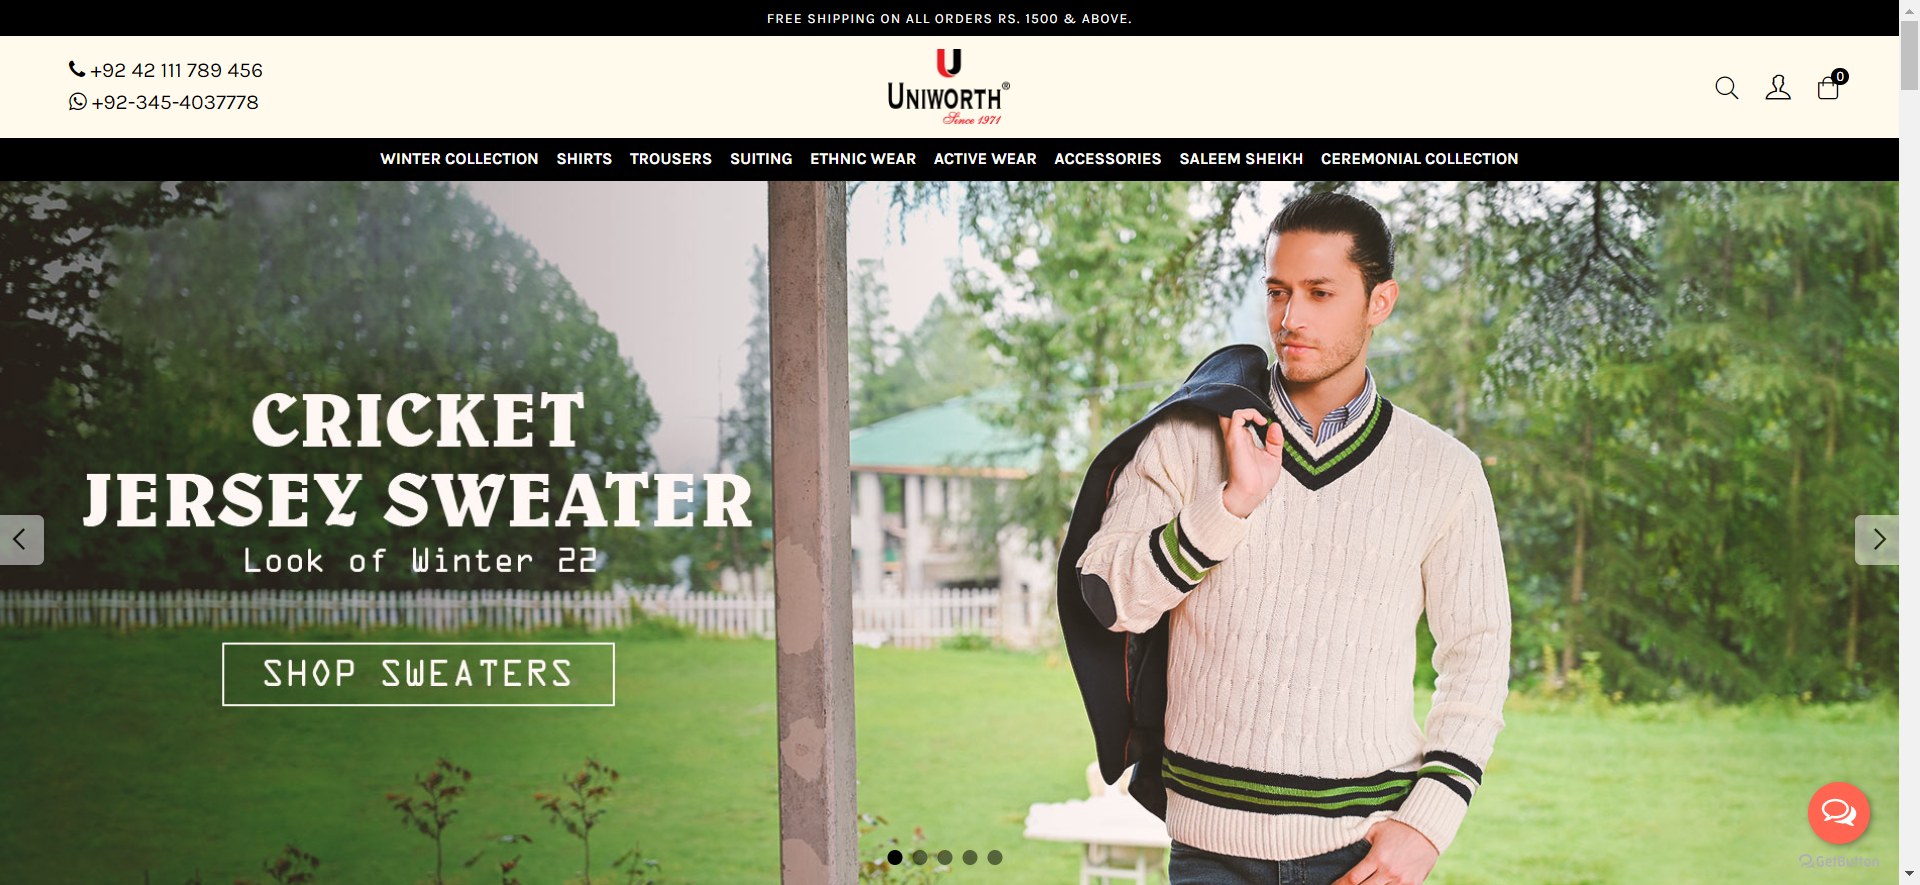 FREE SHIPPING ON ALL ORDERS RS. 1500 & ABOVE.
+92 42 111 789 456
+92-345-4037778
UNIWORTH®
Since 1971
0
WINTER COLLECTION SHIRTS TROUSERS SUITING ETHNIC WEAR ACTIVE WEAR ACCESSORIES SALEEM SHEIKH CEREMONIAL COLLECTION
CRICKET
JERSEY SWEATER
Look of Winter 22
SHOP SWEATERS
GetButton